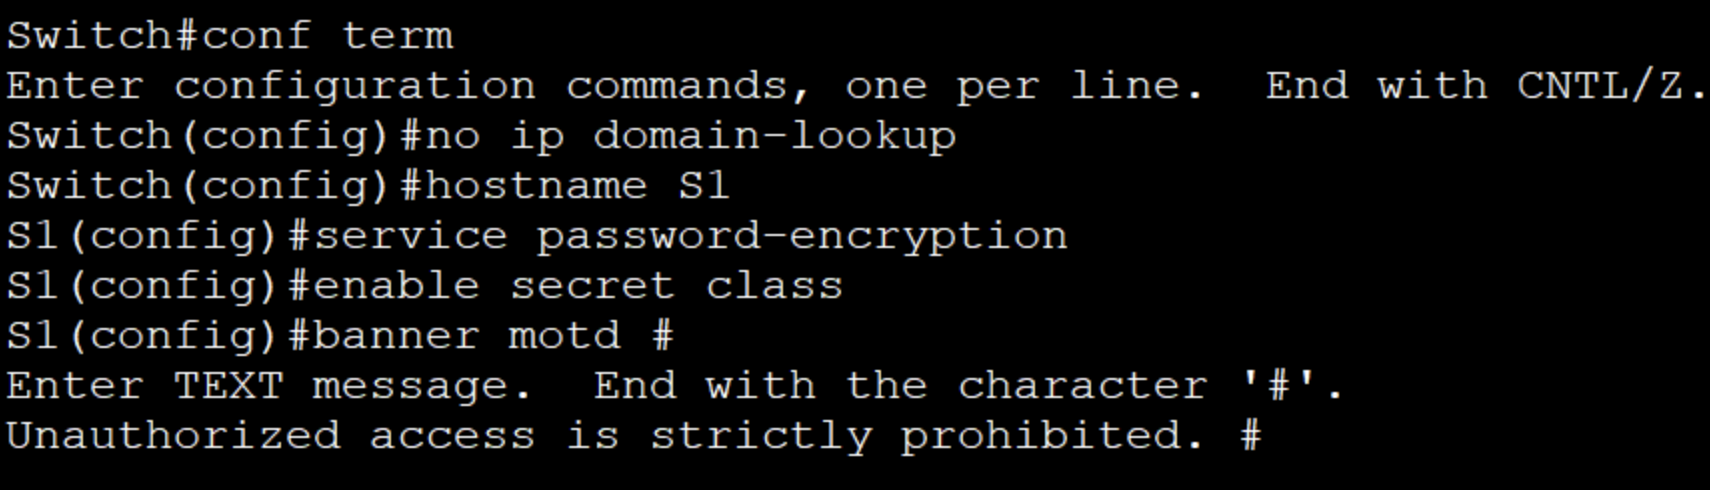 Switch#conf term
Enter configuration commands, one per line.  End with CNTL/Z.
Switch(config)#no ip domain-lookup
Switch(config)#hostname S1
S1(config)#service password-encryption
S1(config)#enable secret class
S1(config)#banner motd #
Enter TEXT message.  End with the character '#'.
Unauthorized access is strictly prohibited. #